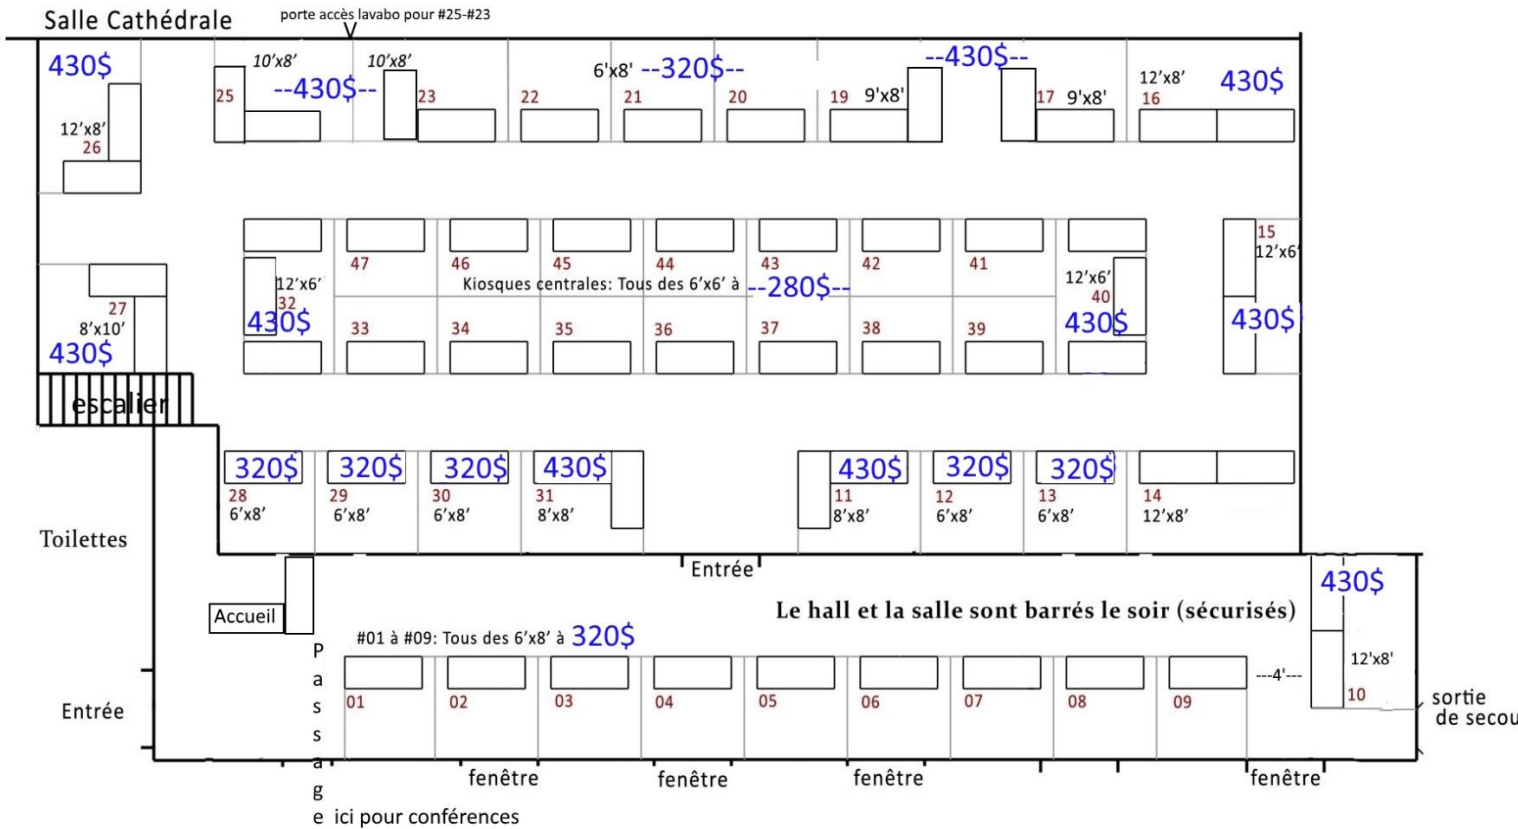 Salle Cathédrale
porte accès lavabo pour #25-#23
430$
12'x8'
26
25
10'x8'
--430$--
10'x8'
23
22
6'x8' --320$--
21
20
19 9'x8'
--430$--
17 9'x8'
12'x8'
16
430$
27
8'x10'
430$
escalier
12'x6'
32
430$
47
46
45
44
43
42
41
Kiosques centrales: Tous des 6'x6' à --280$--
33
34
35
36
37
38
39
12'x6'
40
430$
15
12'x6'
430$
320$
28
6'x8'
320$
29
6'x8'
320$
30
6'x8'
430$
31
8'x8'
430$
11
8'x8'
320$
12
6'x8'
320$
13
6'x8'
14
12'x8'
Toilettes
Entrée
Accueil
Le hall et la salle sont barrés le soir (sécurisés)
#01 à #09: Tous des 6'x8' à 320$
430$
12'x8'
10
---4'---
01
02
03
04
05
06
07
08
09
Entrée
sortie
de secou
Passage ici pour conférences
fenêtre
fenêtre
fenêtre
fenêtre